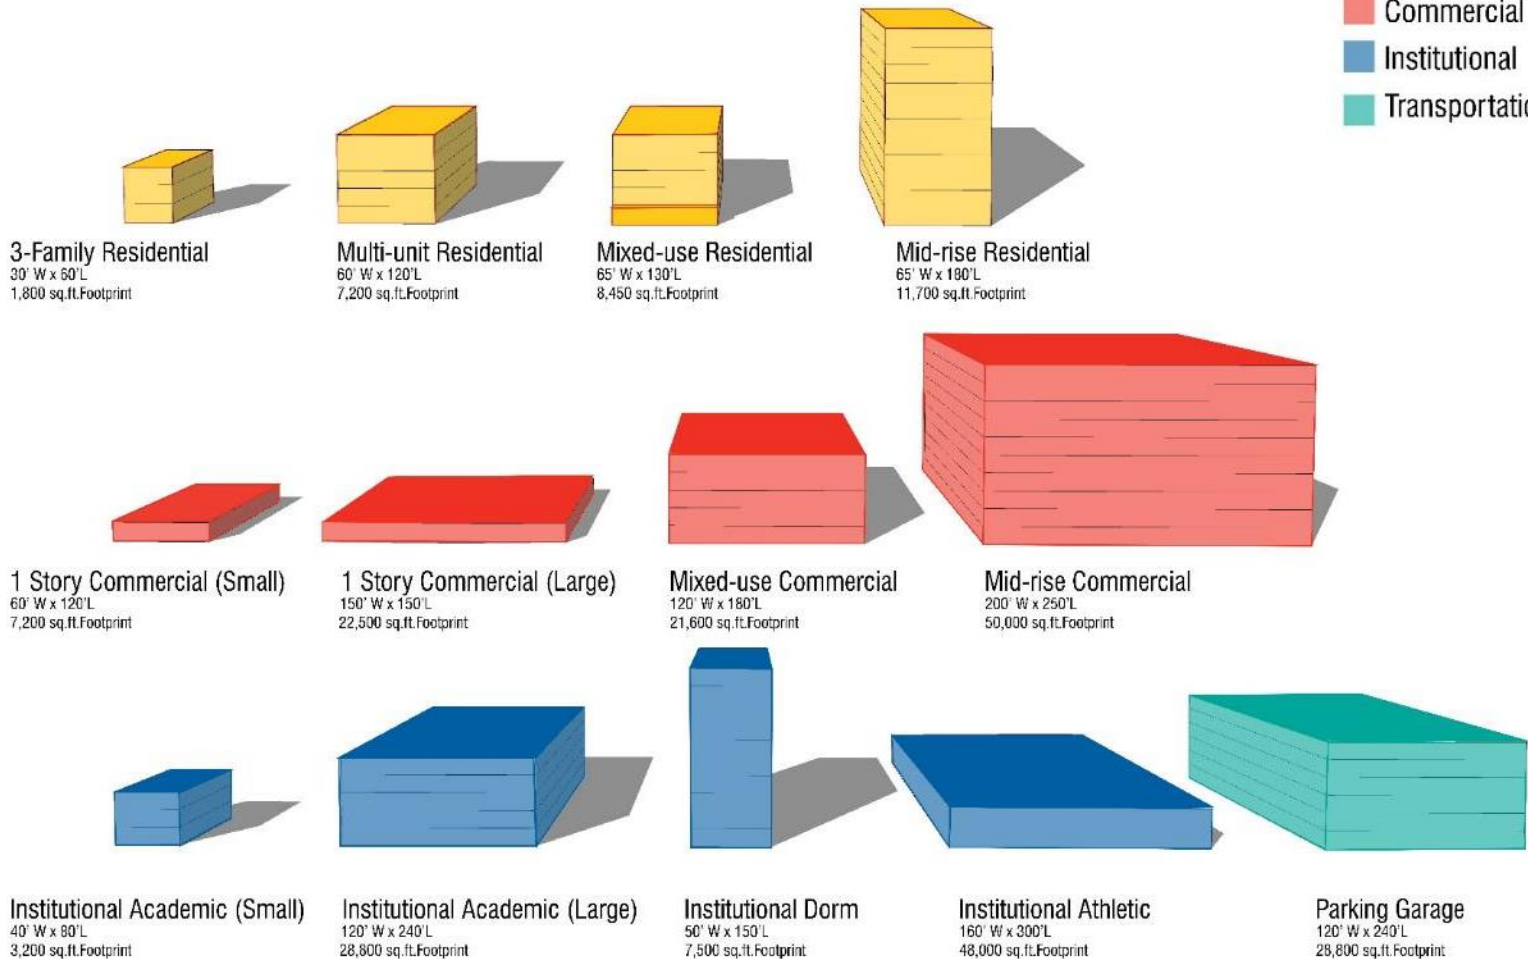 Commercial
Institutional
3-Family Residential
30' W x 60'L
1,800 sq.ft.Footprint
Multi-unit Residential
60' W x 120'L
7,200 sq.ft.Footprint
Mixed-use Residential
65' W x 130'L
8,450 sq.ft.Footprint
Mid-rise Residential
65' W x 180'L
11,700 sq.ft.Footprint
1 Story Commercial (Small)
60' W x 120'L
7,200 sq.ft.Footprint
1 Story Commercial (Large)
150' W x 150'L
22,500 sq.ft.Footprint
Mixed-use Commercial
120' W x 180'L
21,600 sq.ft.Footprint
Mid-rise Commercial
200' W x 250'L
50,000 sq.ft.Footprint
Institutional Academic (Small)
40' W x 80'L
3,200 sq.ft.Footprint
Institutional Academic (Large)
120' W x 240'L
28,800 sq.ft.Footprint
Institutional Dorm
50' W x 150'L
7,500 sq.ft.Footprint
Institutional Athletic
160' W x 300'L
48,000 sq.ft.Footprint
Parking Garage
120' W x 240'L
28,800 sq.ft.Footprint